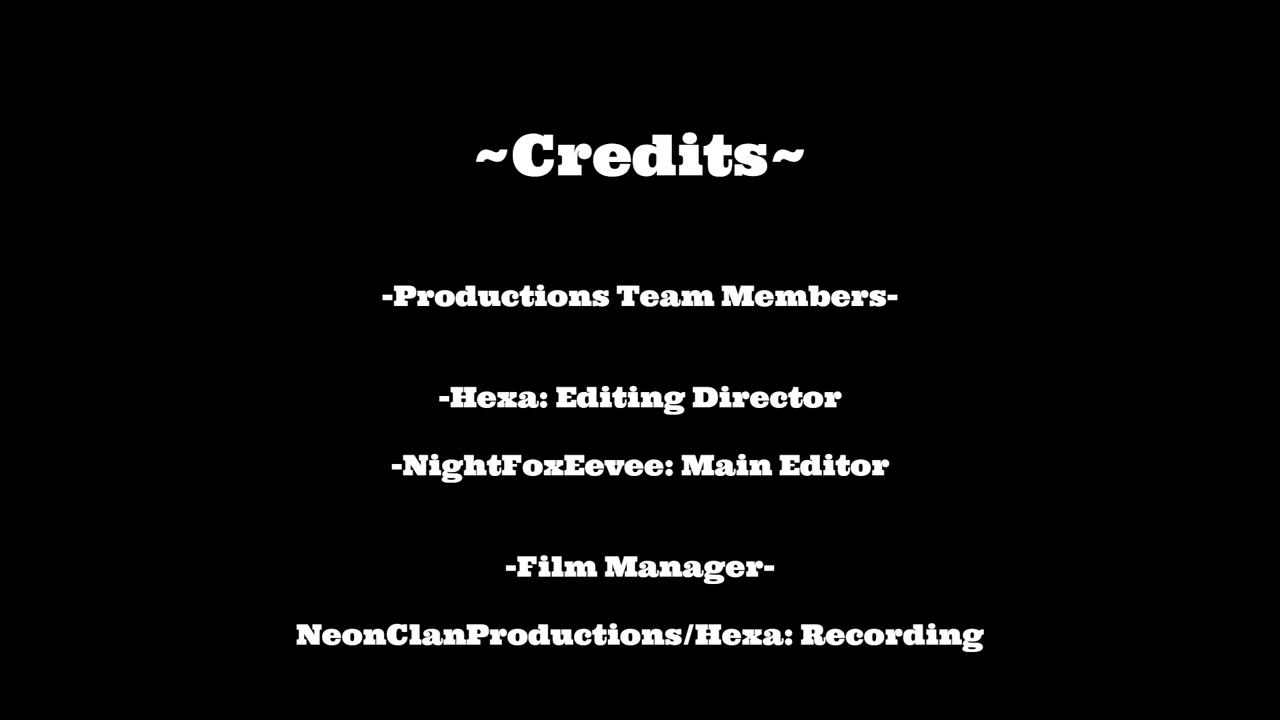 ~Credits~
-Productions Team Members-
-Hexa: Editing Director
-NightFoxEevee: Main Editor
-Film Manager-
NeonClanProductions/Hexa: Recording